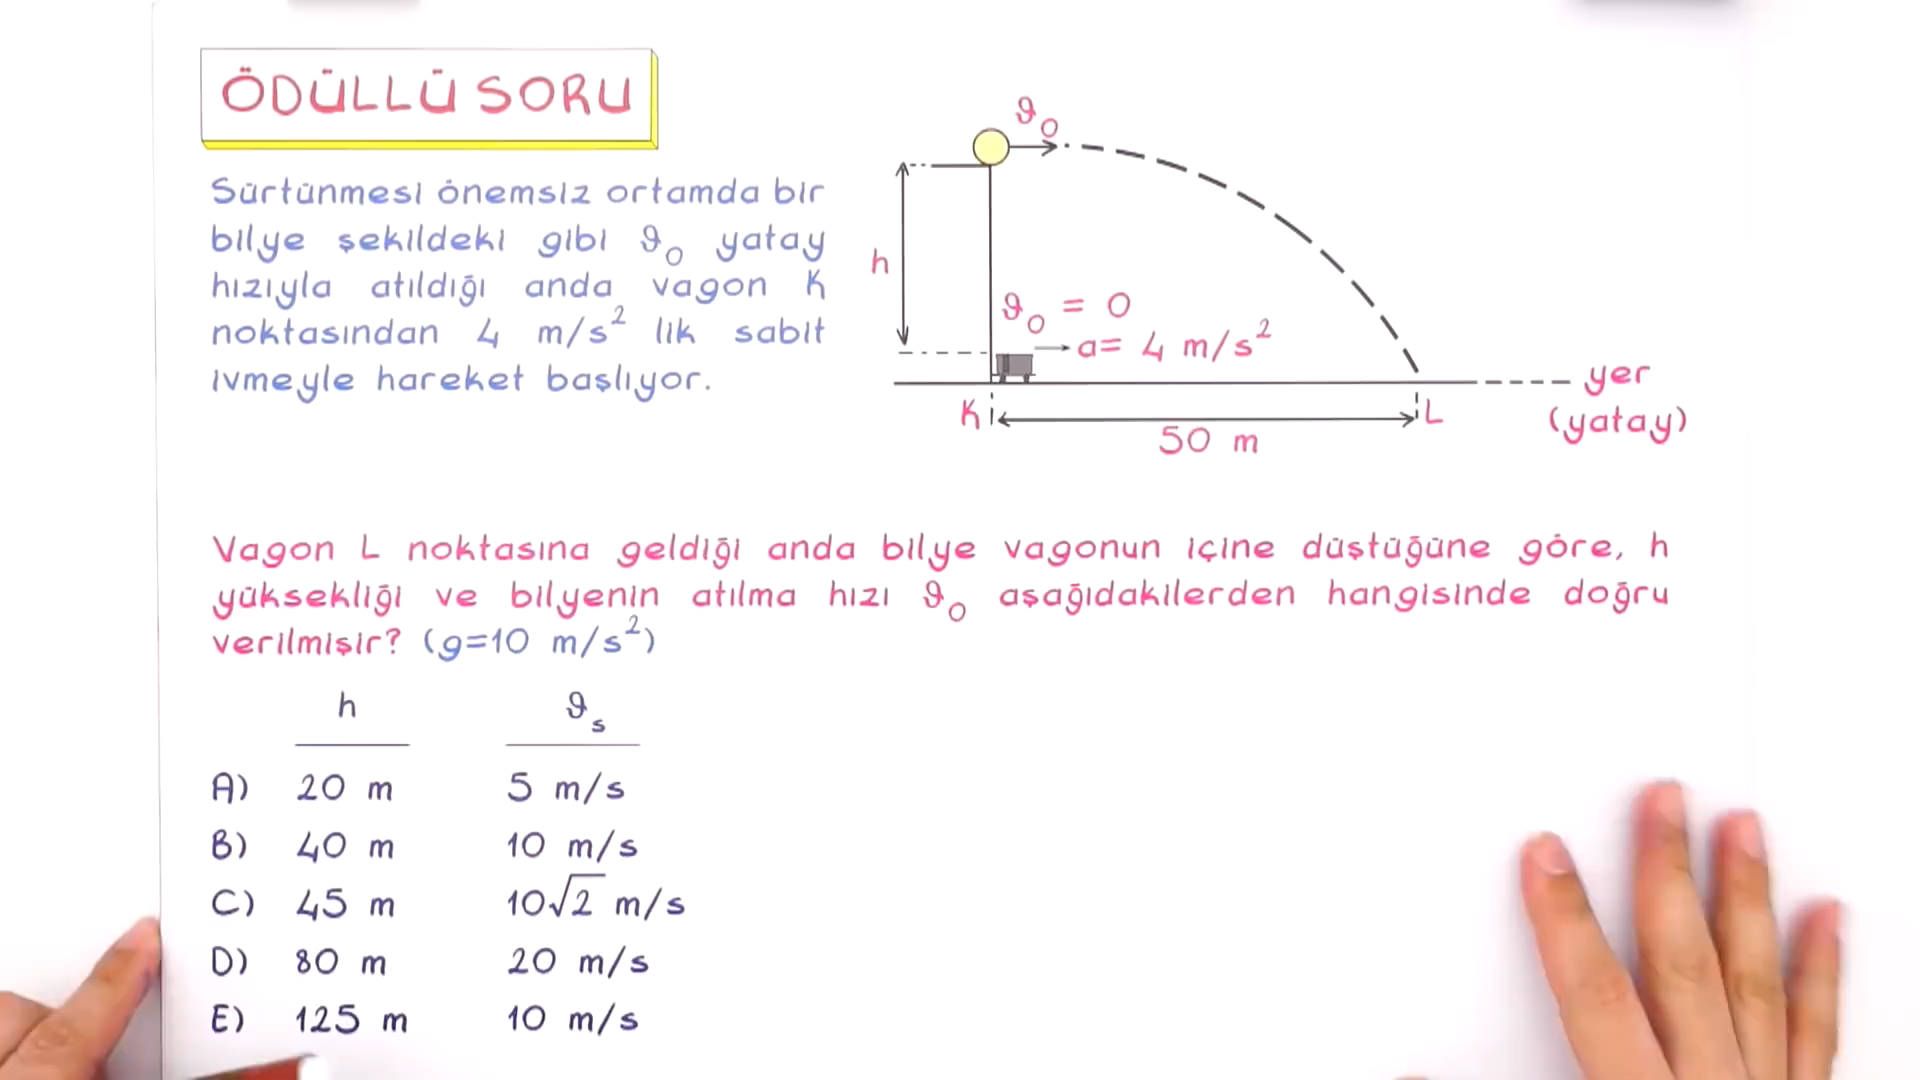 ÖDÜLLÜ SORU
Sürtünmesi önemsiz ortamda bir
bilye şekildeki gibi ϑ₀ yatay
hızıyla atıldığı anda vagon K
noktasından 4 m/s² lik sabit
ivmeyle hareket başlıyor.
ϑ₀
h
ϑ₀ = 0
a= 4 m/s²
yer
(yatay)
K
L
50 m
Vagon L noktasına geldiği anda bilye vagonun içine düştüğüne göre, h
yüksekliği ve bilyenin atılma hızı ϑ₀ aşağıdakilerden hangisinde doğru
verilmişir? (g=10 m/s²)
h ϑₛ
A) 20 m 5 m/s
B) 40 m 10 m/s
C) 45 m 10√2 m/s
D) 80 m 20 m/s
E) 125 m 10 m/s